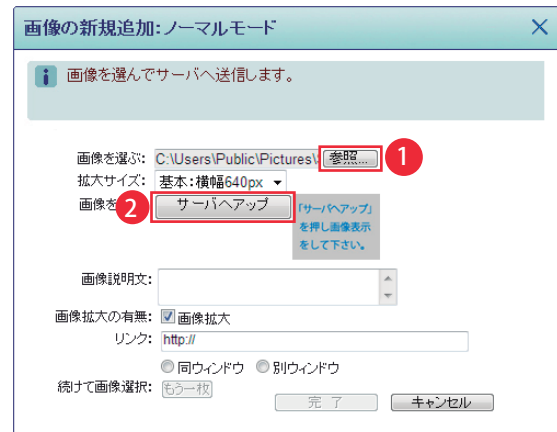 画像の新規追加:ノーマルモード
画像を選んでサーバへ送信します。
画像を選ぶ: C:\Users\Public\Pictures\ 参照... 1
拡大サイズ: 基本:横幅640px
画像を 2 サーバへアップ
「サーバへアップ」
を押し画像表示
をして下さい。
画像説明文:
画像拡大の有無: 画像拡大
リンク: http://
同ウィンドウ 別ウィンドウ
続けて画像選択: もう一枚
完 了 キャンセル